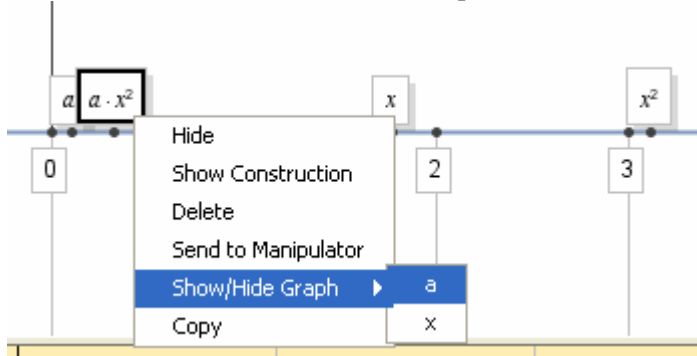 a a · x² x x²
0 2 3
Hide
Show Construction
Delete
Send to Manipulator
Show/Hide Graph a
Copy x